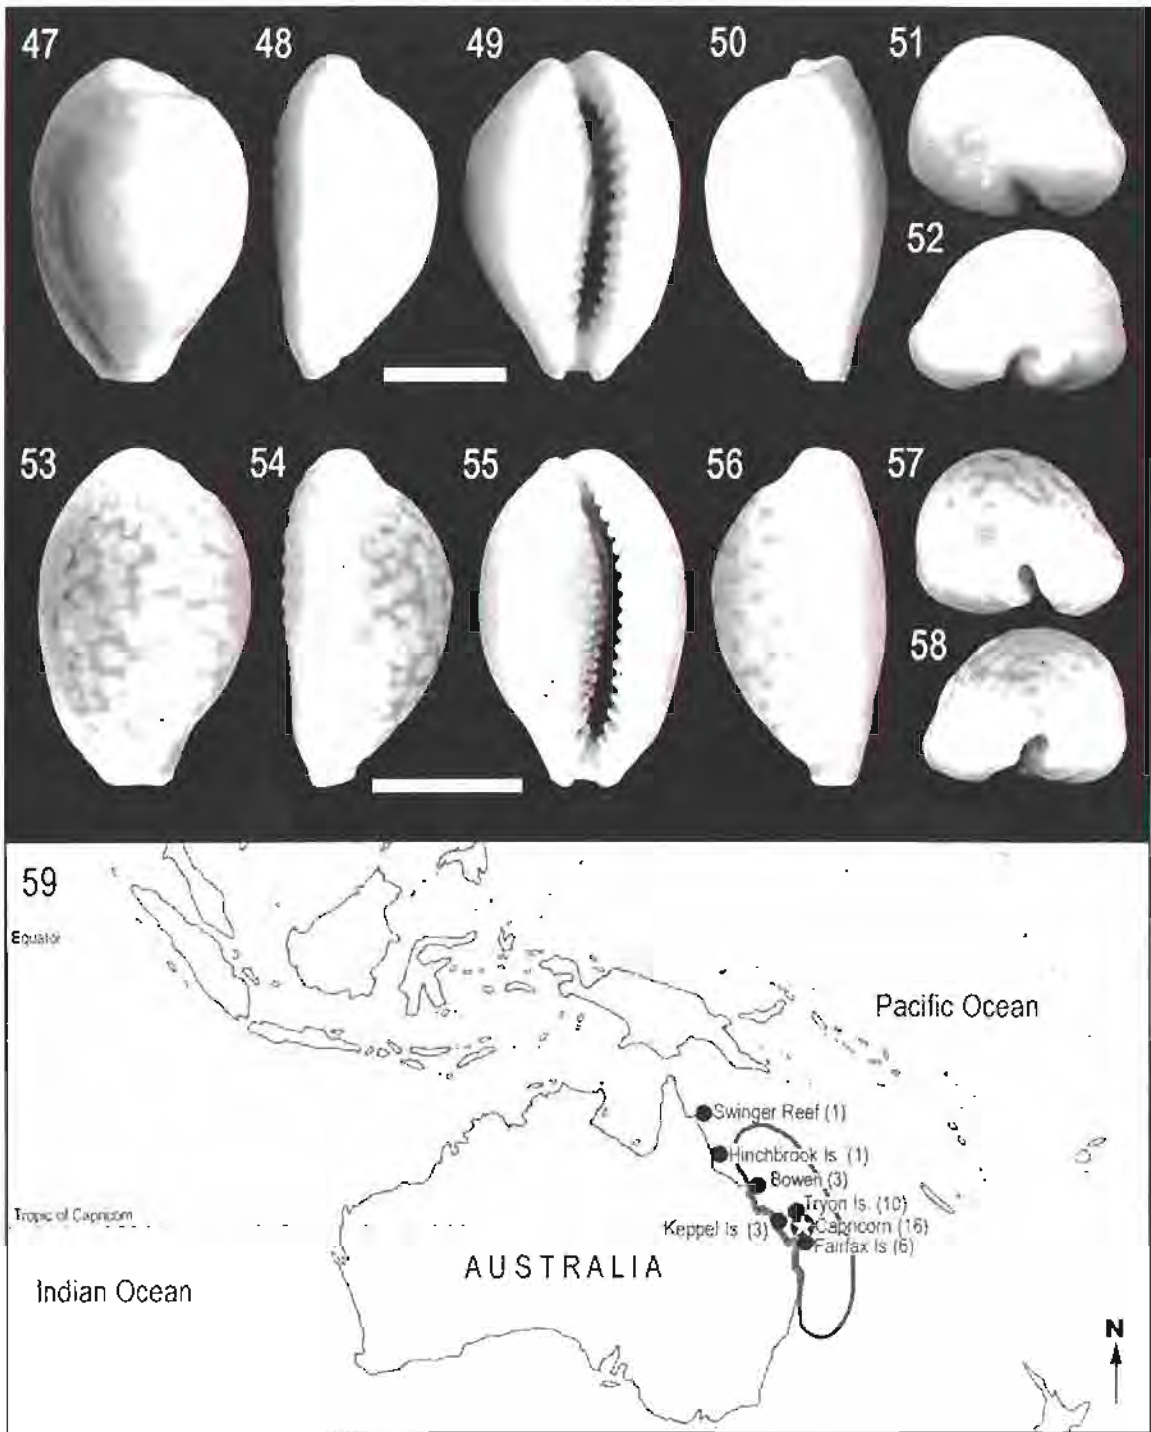 47 48 49 50 51
52
53 54 55 56 57
58
59
Equator
Pacific Ocean
Swinger Reef (1)
Hinchbrook Is (1)
Bowen (3)
Tryon Is. (10)
Keppel Is (3) Capricorn (16)
Fairfax Is (6)
Tropic of Capricorn
AUSTRALIA
Indian Ocean
N